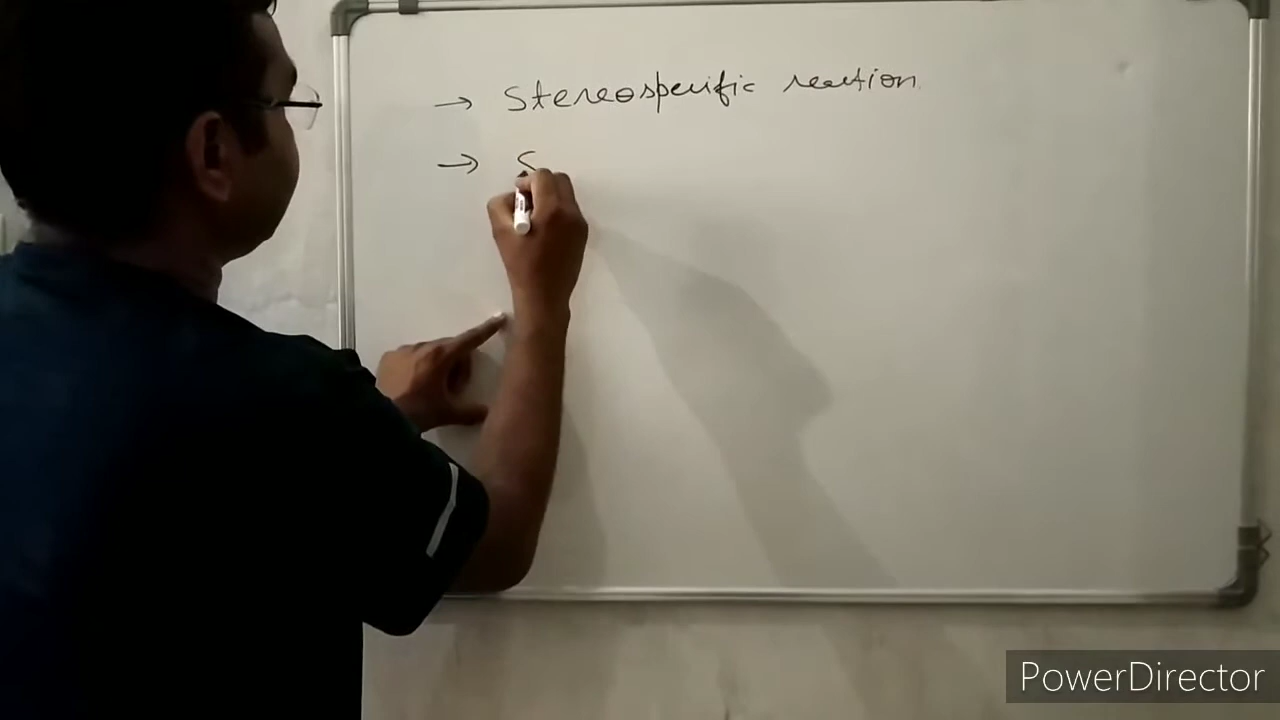 → Stereospecific reaction
→ S
PowerDirector